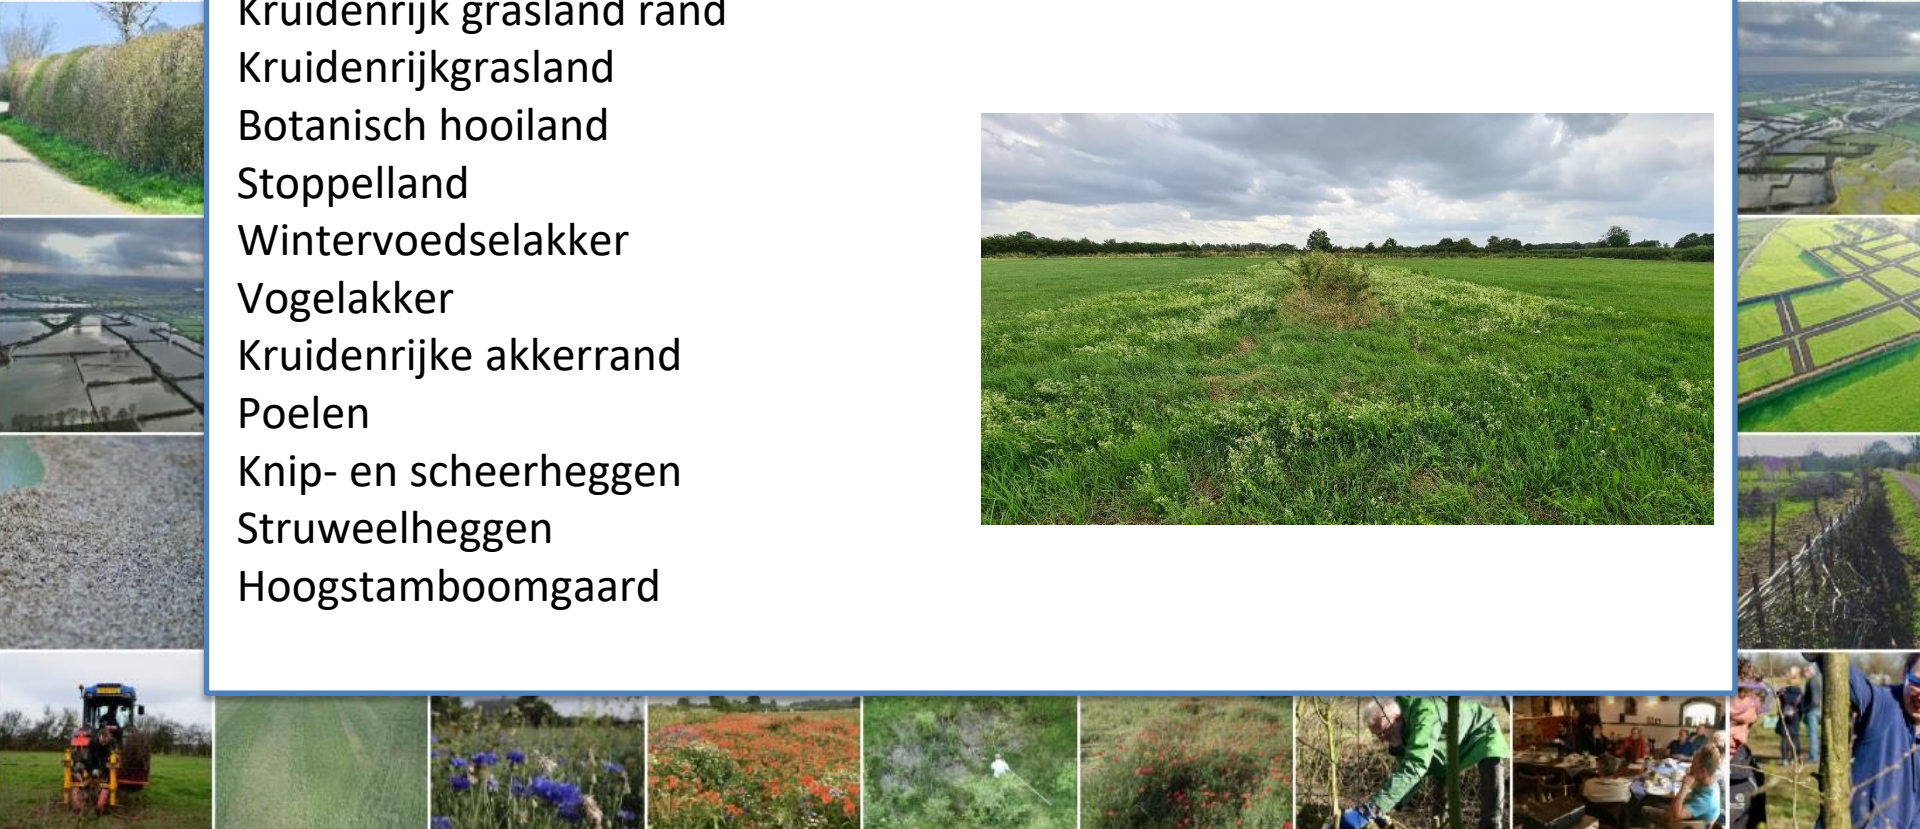 Kruidenrijk grasland rand
Kruidenrijkgrasland
Botanisch hooiland
Stoppelland
Wintervoedselakker
Vogelakker
Kruidenrijke akkerrand
Poelen
Knip- en scheerheggen
Struweelheggen
Hoogstamboomgaard